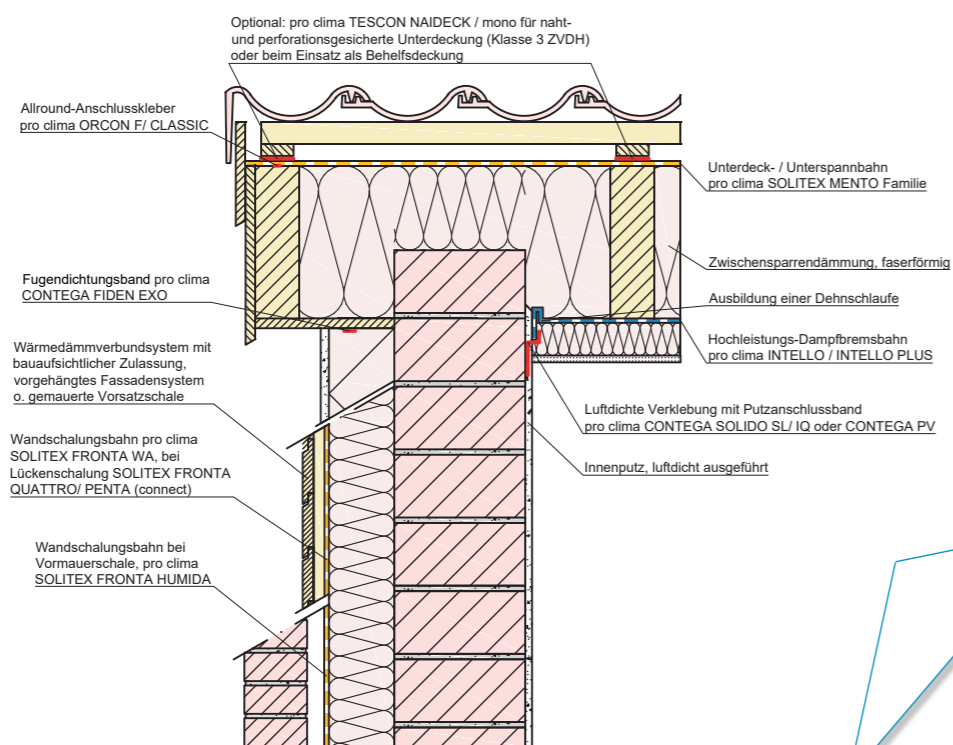 Optional: pro clima TESCON NAIDECK / mono für naht-
und perforationsgesicherte Unterdeckung (Klasse 3 ZVDH)
oder beim Einsatz als Behelfsdeckung
Allround-Anschlusskleber
pro clima ORCON F/ CLASSIC
Unterdeck- / Unterspannbahn
pro clima SOLITEX MENTO Familie
Zwischensparrendämmung, faserförmig
Fugendichtungsband pro clima
CONTEGA FIDEN EXO
Ausbildung einer Dehnschlaufe
Hochleistungs-Dampfbremsbahn
pro clima INTELLO / INTELLO PLUS
Wärmedämmverbundsystem mit
bauaufsichtlicher Zulassung,
vorgehängtes Fassadensystem
o. gemauerte Vorsatzschale
Luftdichte Verklebung mit Putzanschlussband
pro clima CONTEGA SOLIDO SL/ IQ oder CONTEGA PV
Wandschalungsbahn pro clima
SOLITEX FRONTA WA, bei
Lückenschalung SOLITEX FRONTA
QUATTRO/ PENTA (connect)
Innenputz, luftdicht ausgeführt
Wandschalungsbahn bei
Vormauerschale, pro clima
SOLITEX FRONTA HUMIDA